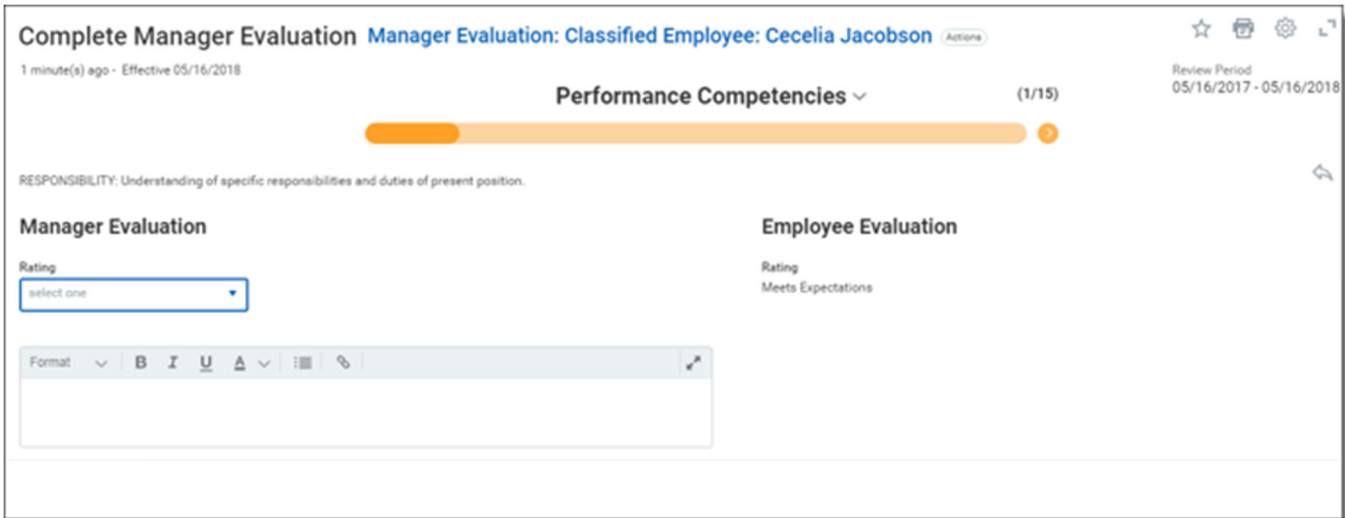 Complete Manager Evaluation Manager Evaluation: Classified Employee: Cecelia Jacobson Actions
1 minute(s) ago - Effective 05/16/2018
Review Period
05/16/2017 - 05/16/2018
Performance Competencies (1/15)
RESPONSIBILITY: Understanding of specific responsibilities and duties of present position.
Manager Evaluation
Rating
select one
Format B I U A
Employee Evaluation
Rating
Meets Expectations